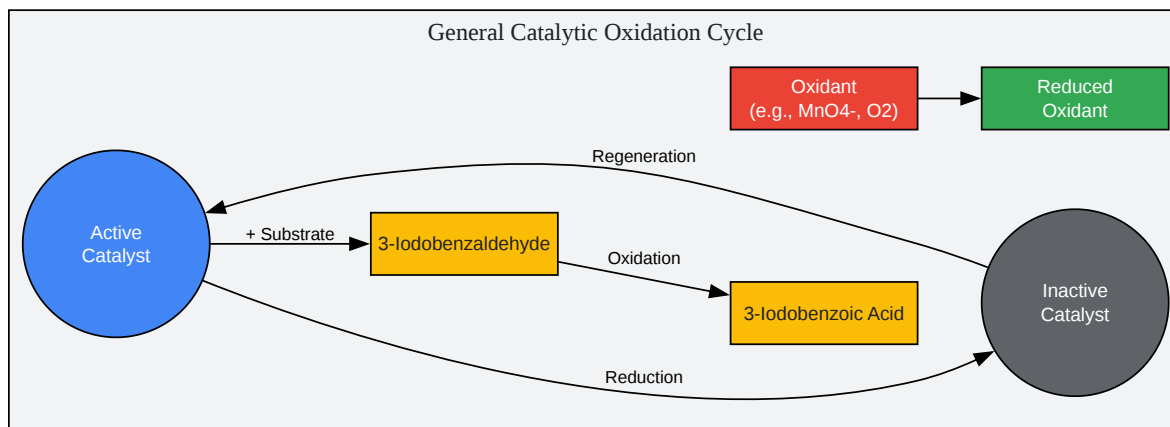 General Catalytic Oxidation Cycle
Oxidant
(e.g., MnO4-, O2)
Reduced
Oxidant
Regeneration
Active
Catalyst
+ Substrate
3-Iodobenzaldehyde
Oxidation
3-Iodobenzoic Acid
Inactive
Catalyst
Reduction